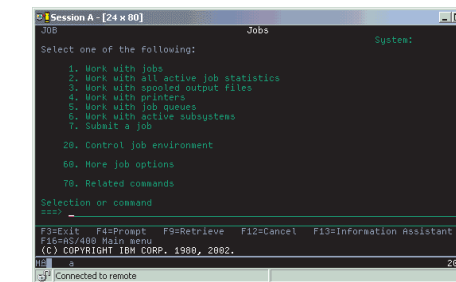 Session A - [24 x 80]
JOB Jobs
System:
Select one of the following:
1. Work with jobs
2. Work with all active job statistics
3. Work with spooled output files
4. Work with printers
5. Work with job queues
6. Work with active subsystems
7. Submit a job
20. Control job environment
60. More job options
70. Related commands
Selection or command
===> _
F3=Exit F4=Prompt F9=Retrieve F12=Cancel F13=Information Assistant
F16=AS/400 Main menu
(C) COPYRIGHT IBM CORP. 1980, 2002.
MA a 20
Connected to remote